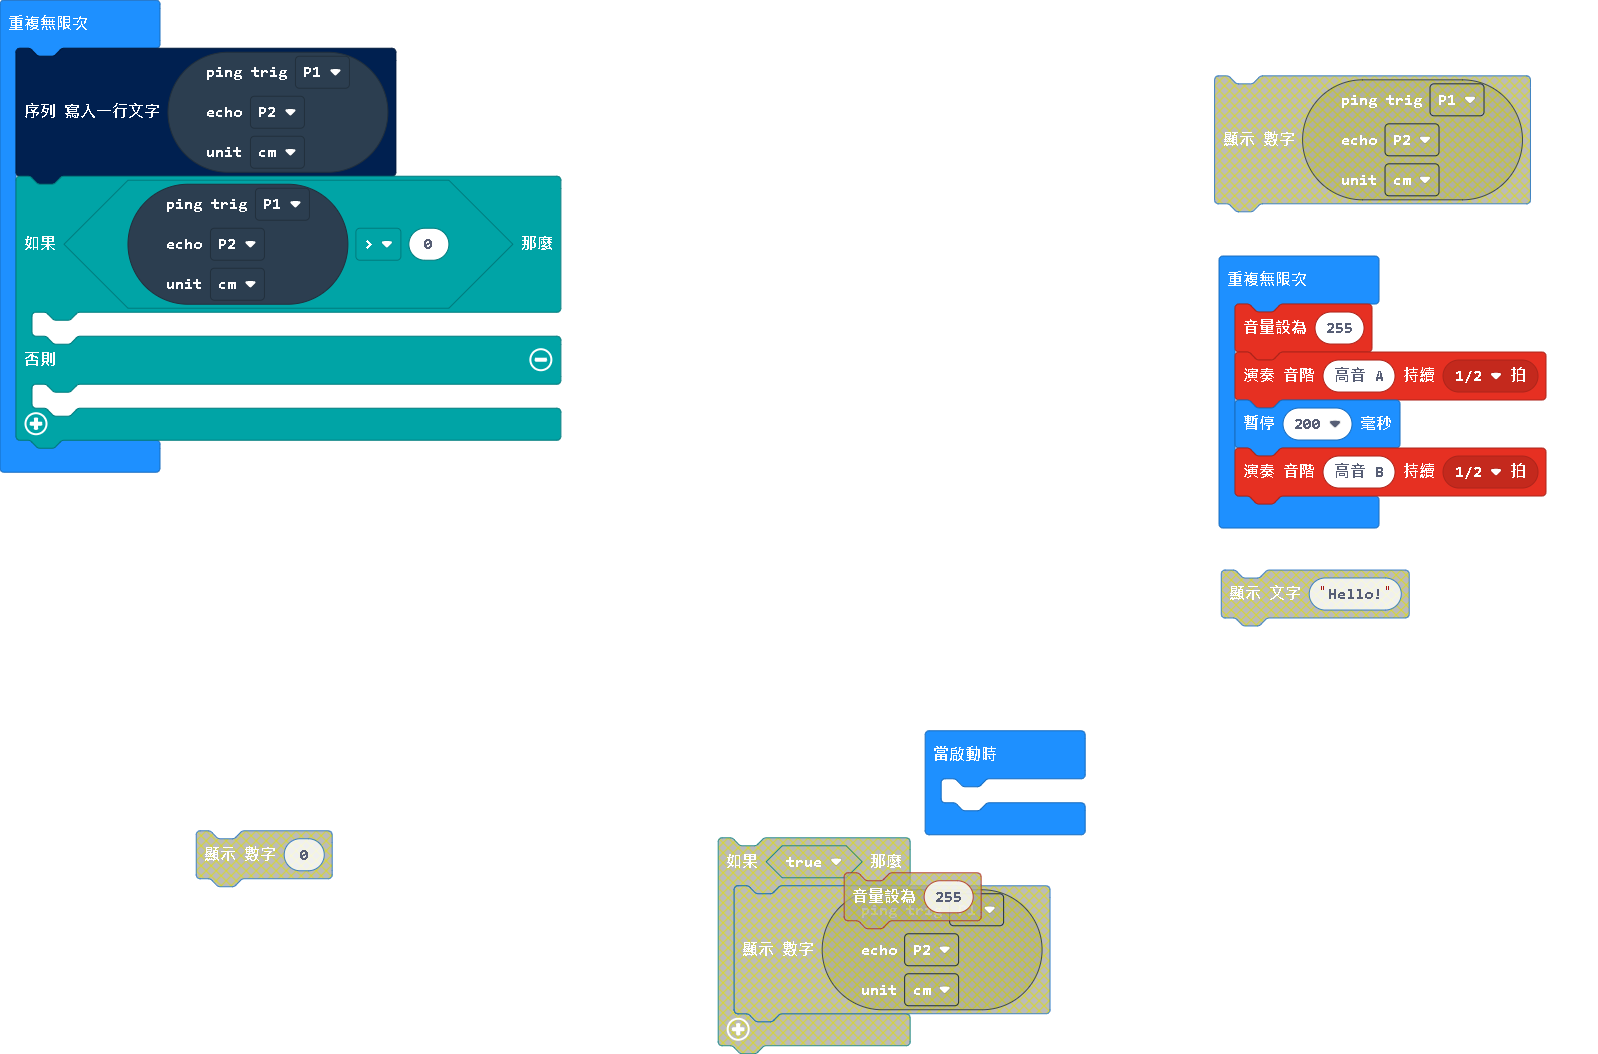 重複無限次
ping trig P1
序列 寫入一行文字 echo P2
unit cm
ping trig P1
如果 echo P2 > 0 那麼
unit cm
否則
ping trig P1
顯示 數字 echo P2
unit cm
重複無限次
音量設為 255
演奏 音階 高音 A 持續 1/2 拍
暫停 200 毫秒
演奏 音階 高音 B 持續 1/2 拍
顯示 文字 "Hello!"
當啟動時
顯示 數字 0
如果 true 那麼
音量設為 255
ping trig
顯示 數字 echo P2
unit cm